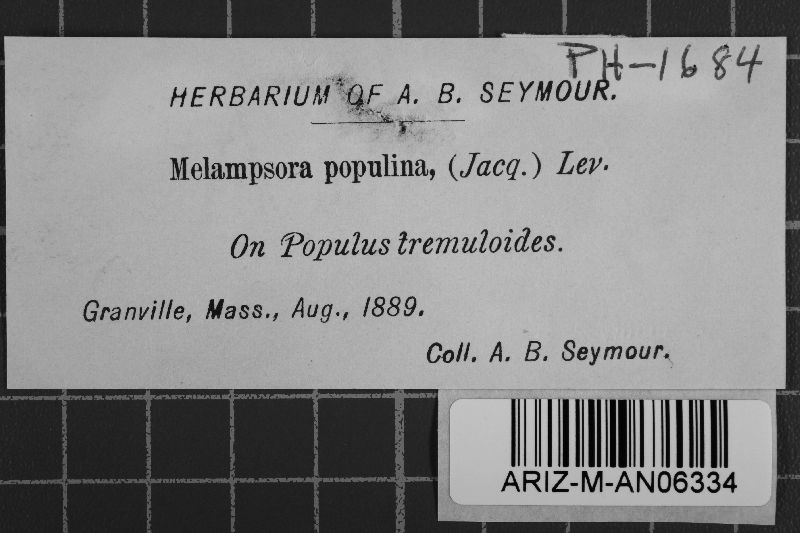 PH-1684
HERBARIUM OF A. B. SEYMOUR.
Melampsora populina, (Jacq.) Lev.
On Populus tremuloides.
Granville, Mass., Aug., 1889.
Coll. A. B. Seymour.
ARIZ-M-AN06334